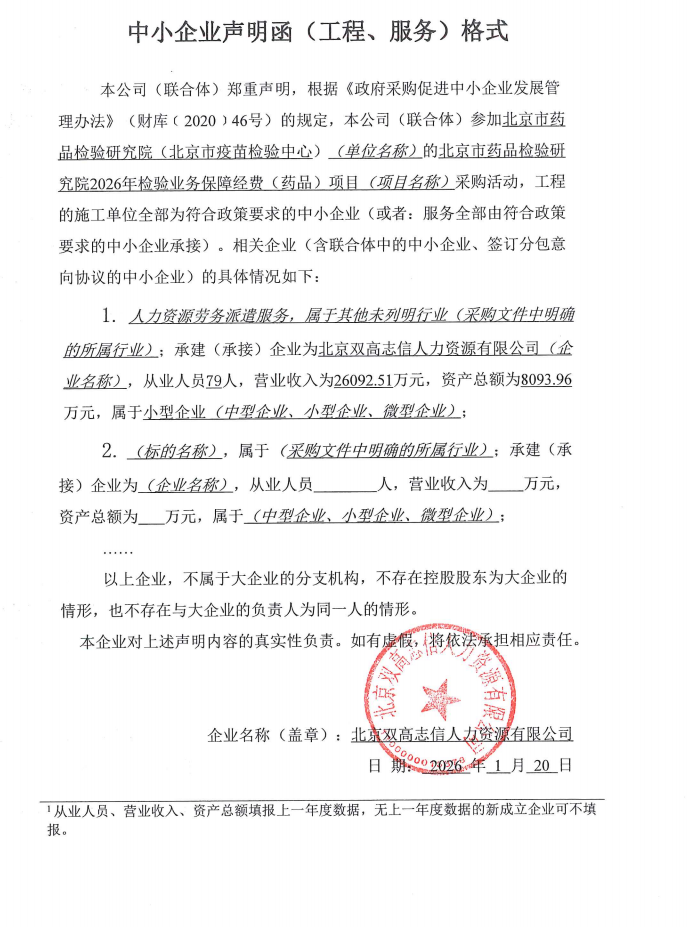 中小企业声明函（工程、服务）格式
本公司（联合体）郑重声明，根据《政府采购促进中小企业发展管
理办法》（财库﹝2020﹞46号）的规定，本公司（联合体）参加北京市药
品检验研究院（北京市疫苗检验中心）（单位名称）的北京市药品检验研
究院2026年检验业务保障经费（药品）项目（项目名称）采购活动，工程
的施工单位全部为符合政策要求的中小企业（或者：服务全部由符合政策
要求的中小企业承接）。相关企业（含联合体中的中小企业、签订分包意
向协议的中小企业）的具体情况如下：
1. 人力资源劳务派遣服务，属于其他未列明行业（采购文件中明确
的所属行业）；承建（承接）企业为北京双高志信人力资源有限公司（企
业名称），从业人员79人，营业收入为26092.51万元，资产总额为8093.96
万元，属于小型企业（中型企业、小型企业、微型企业）；
2. （标的名称），属于（采购文件中明确的所属行业）；承建（承
接）企业为（企业名称），从业人员______人，营业收入为____万元，
资产总额为___万元，属于（中型企业、小型企业、微型企业）；
……
以上企业，不属于大企业的分支机构，不存在控股股东为大企业的
情形，也不存在与大企业的负责人为同一人的情形。
本企业对上述声明内容的真实性负责。如有虚假，将依法承担相应责任。
北京双高志信人力资源有限公司
企业名称（盖章）：北京双高志信人力资源有限公司
日 期： 2026 年 1 月 20 日
1从业人员、营业收入、资产总额填报上一年度数据，无上一年度数据的新成立企业可不填
报。